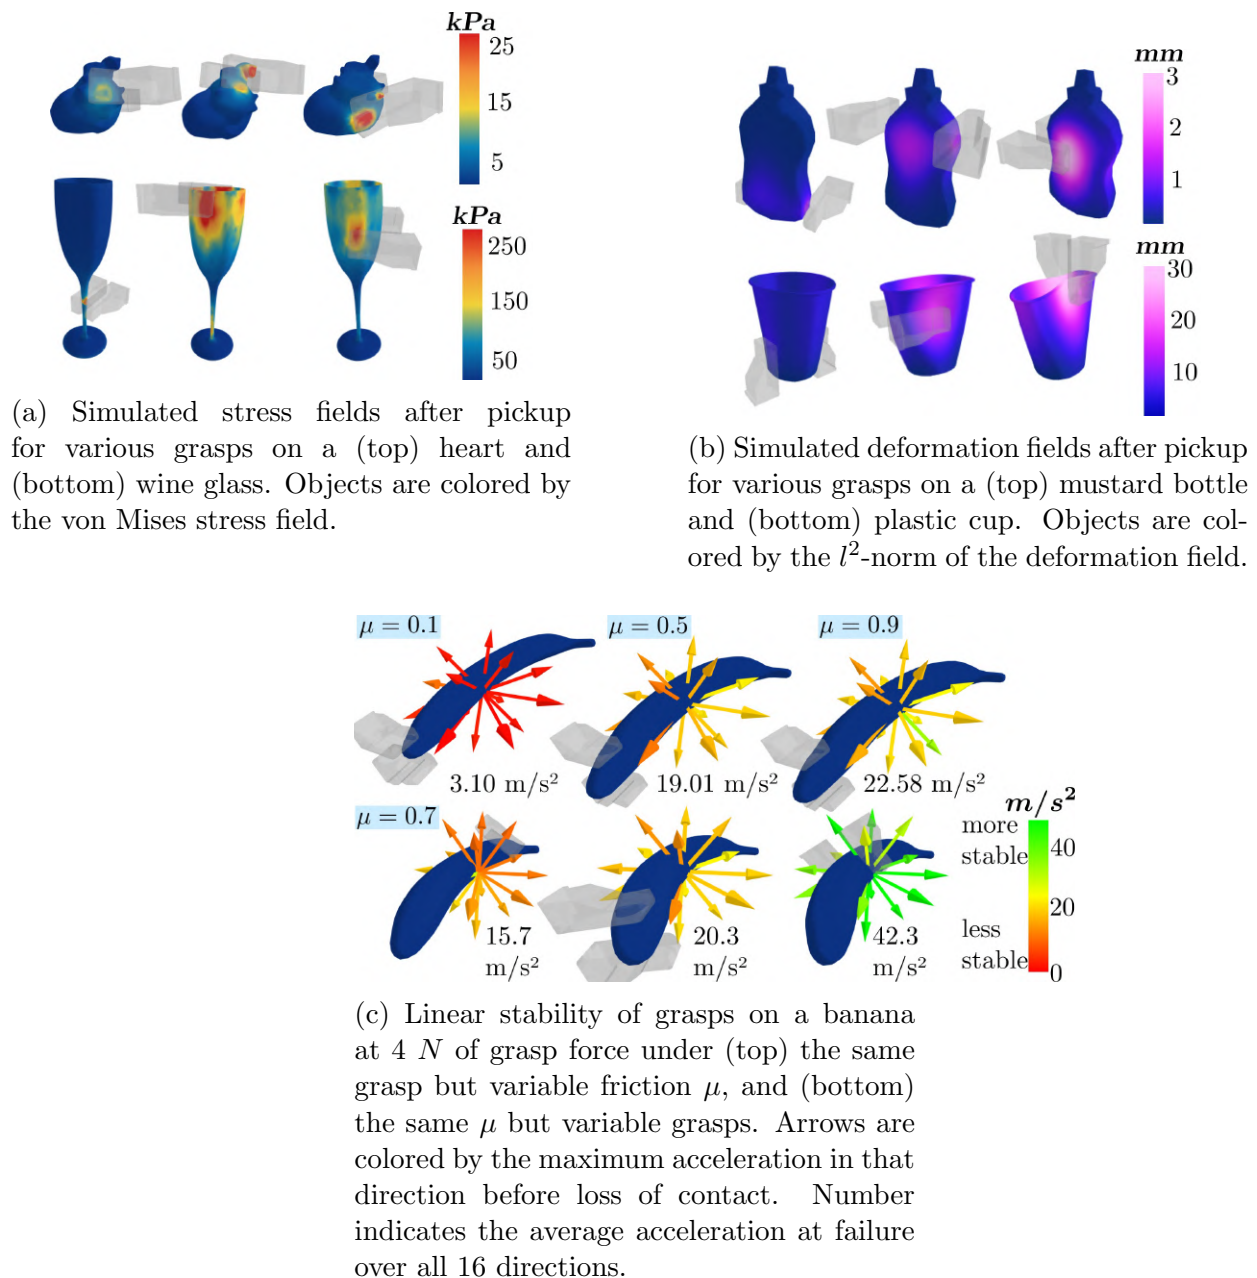 kPa
25
15
5
kPa
250
150
50
(a) Simulated stress fields after pickup
for various grasps on a (top) heart and
(bottom) wine glass. Objects are colored by
the von Mises stress field.
mm
3
2
1
mm
30
20
10
(b) Simulated deformation fields after pickup
for various grasps on a (top) mustard bottle
and (bottom) plastic cup. Objects are col-
ored by the l²-norm of the deformation field.
μ = 0.1
μ = 0.5
μ = 0.9
3.10 m/s²
19.01 m/s²
22.58 m/s²
μ = 0.7
15.7
m/s²
20.3
m/s²
42.3
m/s²
m/s²
more
stable
less
stable
40
20
0
(c) Linear stability of grasps on a banana
at 4 N of grasp force under (top) the same
grasp but variable friction μ, and (bottom)
the same μ but variable grasps. Arrows are
colored by the maximum acceleration in that
direction before loss of contact. Number
indicates the average acceleration at failure
over all 16 directions.